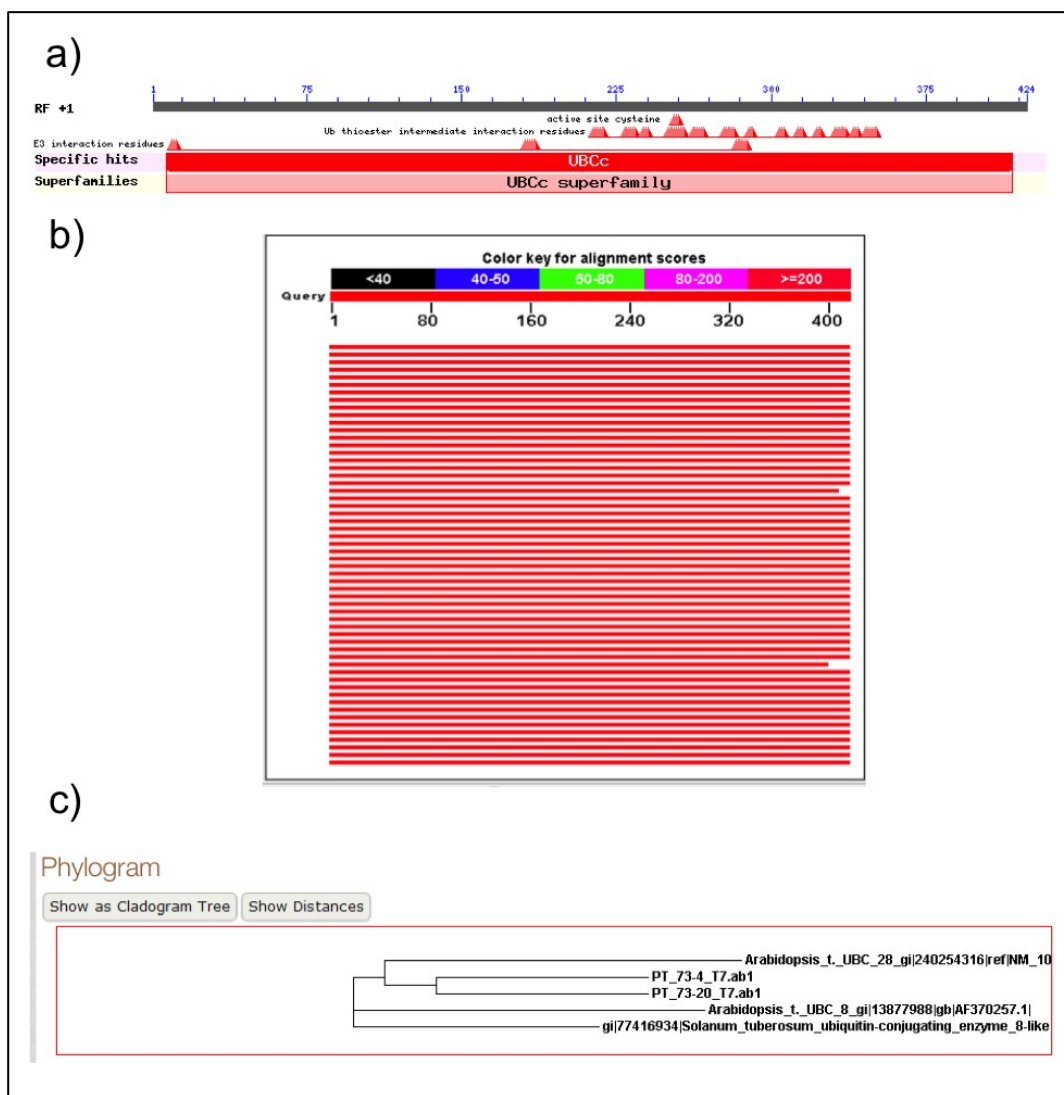 a)
1 75 150 225 300 375 424
RF +1
active site cysteine
Ub thioester intermediate interaction residues
E3 interaction residues
Specific hits UBCc
Superfamilies UBCc superfamily
b)
Color key for alignment scores
<40 40-50 50-80 80-200 >=200
Query
1 80 160 240 320 400
c)
Phylogram
Show as Cladogram Tree Show Distances
Arabidopsis_t._UBC_28_gi|240254316|ref|NM_10
PT_73-4_T7.ab1
PT_73-20_T7.ab1
Arabidopsis_t._UBC_8_gi|13877988|gb|AF370257.1|
gi|77416934|Solanum_tuberosum_ubiquitin-conjugating_enzyme_8-like